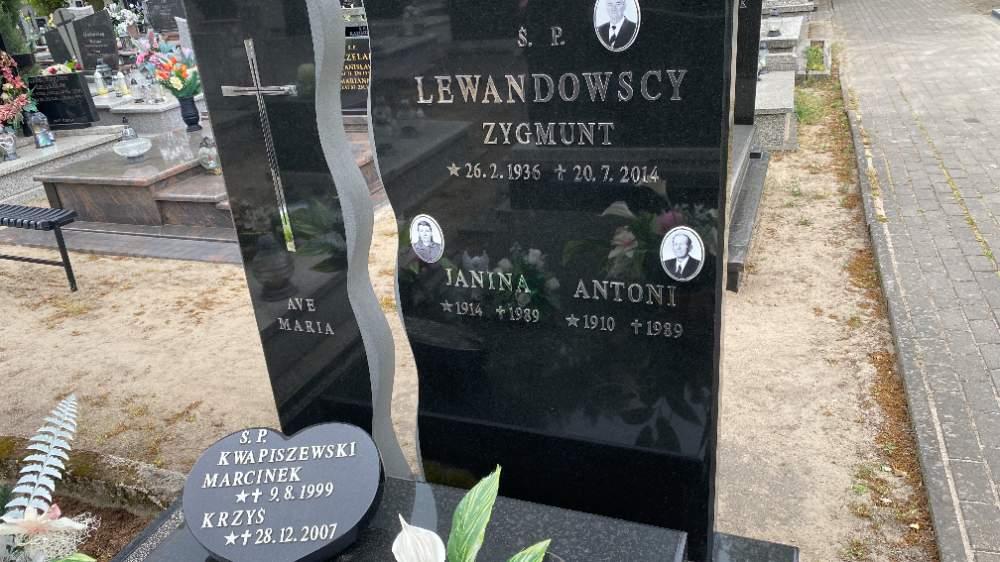 Ś. P.
LEWANDOWSCY
ZYGMUNT
★ 26. 2. 1936 ✝ 20. 7. 2014
JANINA
★ 1914 ✝ 1989
ANTONI
★ 1910 ✝ 1989
AVE
MARIA
Ś. P.
KWAPISZEWSKI
MARCINEK
★✝ 9. 8. 1999
KRZYŚ
★✝ 28. 12. 2007